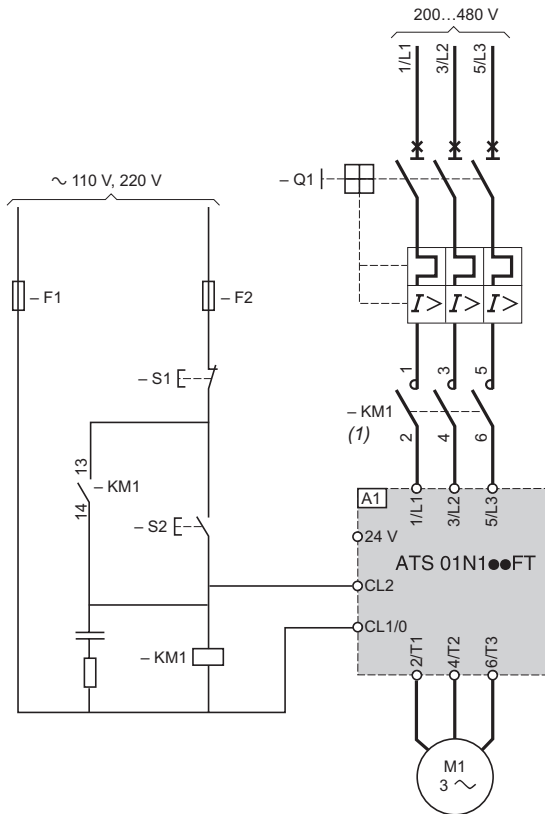 200…480 V
1/L1
3/L2
5/L3
– Q1
∼ 110 V, 220 V
– F1
– F2
I >
I >
I >
– S1
1
3
5
– KM1
(1)
2
4
6
13
14
– KM1
– S2
A1
1/L1
3/L2
5/L3
24 V
ATS 01N1●●FT
CL2
CL1/0
– KM1
2/T1
4/T2
6/T3
M1
3 ∼